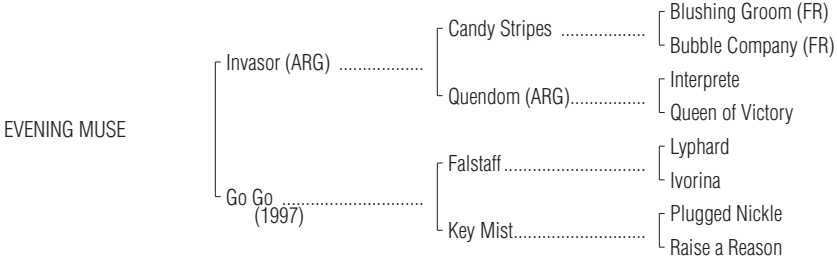 Blushing Groom (FR)
Candy Stripes ..................
Bubble Company (FR)
Invasor (ARG) ..................
Interprete
Quendom (ARG)................
Queen of Victory
EVENING MUSE
Lyphard
Falstaff..............................
Ivorina
Go Go ..............................
(1997)
Plugged Nickle
Key Mist............................
Raise a Reason